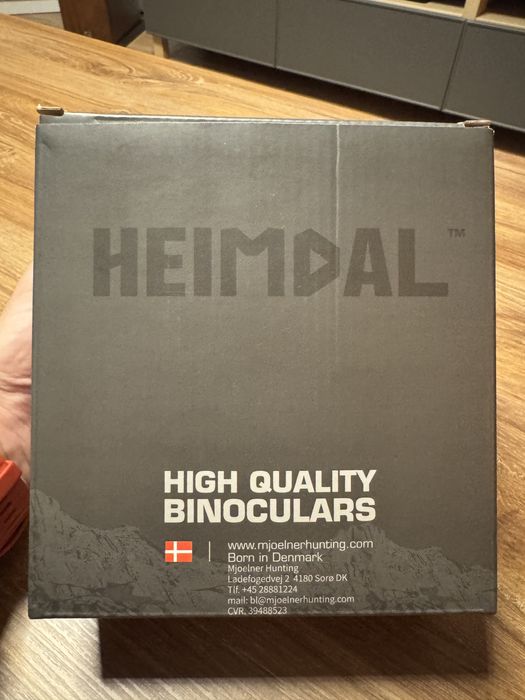 HEIMDAL™
HIGH QUALITY
BINOCULARS
www.mjoelnerhunting.com
Born in Denmark
Mjoelner Hunting
Ladefogedvej 2 4180 Sorø DK
Tlf. +45 28881224
mail: bl@mjoelnerhunting.com
CVR. 39488523